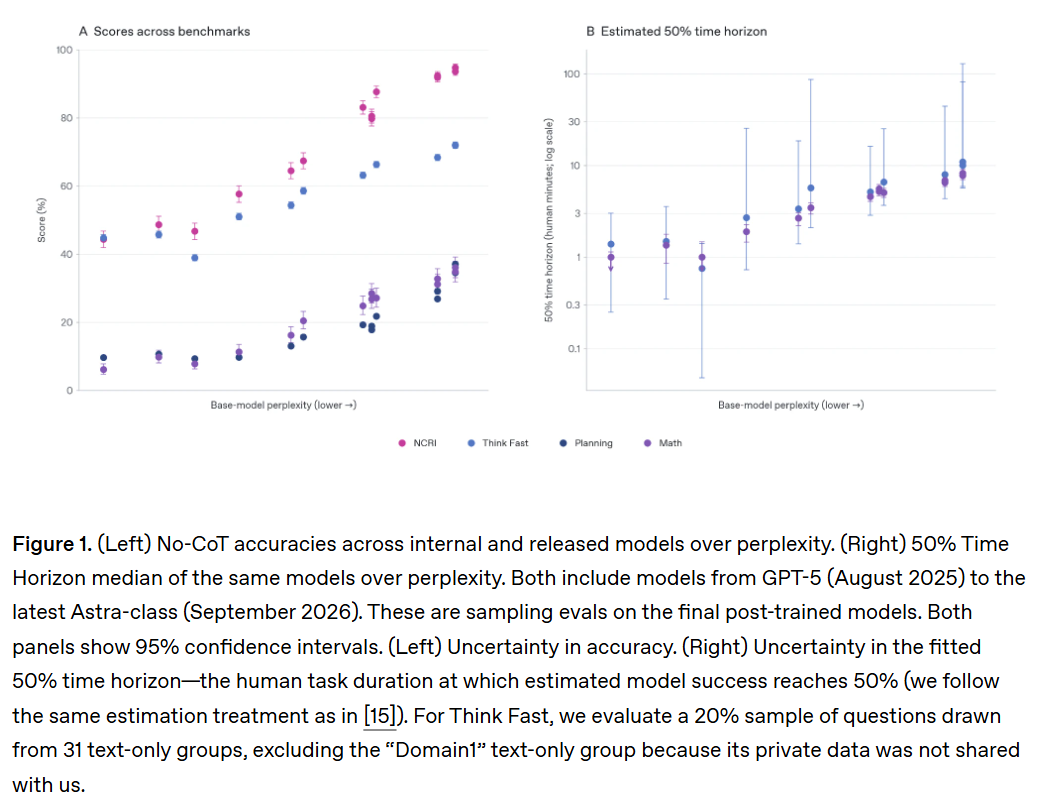 A Scores across benchmarks
100
80
60
40
20
0
Score (%)
Base-model perplexity (lower →)
B Estimated 50% time horizon
100
30
10
3
1
0.3
0.1
50% time horizon (human minutes; log scale)
Base-model perplexity (lower →)
NCRI Think Fast Planning Math
Figure 1. (Left) No-CoT accuracies across internal and released models over perplexity. (Right) 50% Time
Horizon median of the same models over perplexity. Both include models from GPT-5 (August 2025) to the
latest Astra-class (September 2026). These are sampling evals on the final post-trained models. Both
panels show 95% confidence intervals. (Left) Uncertainty in accuracy. (Right) Uncertainty in the fitted
50% time horizon—the human task duration at which estimated model success reaches 50% (we follow
the same estimation treatment as in [15]). For Think Fast, we evaluate a 20% sample of questions drawn
from 31 text-only groups, excluding the “Domain1” text-only group because its private data was not shared
with us.